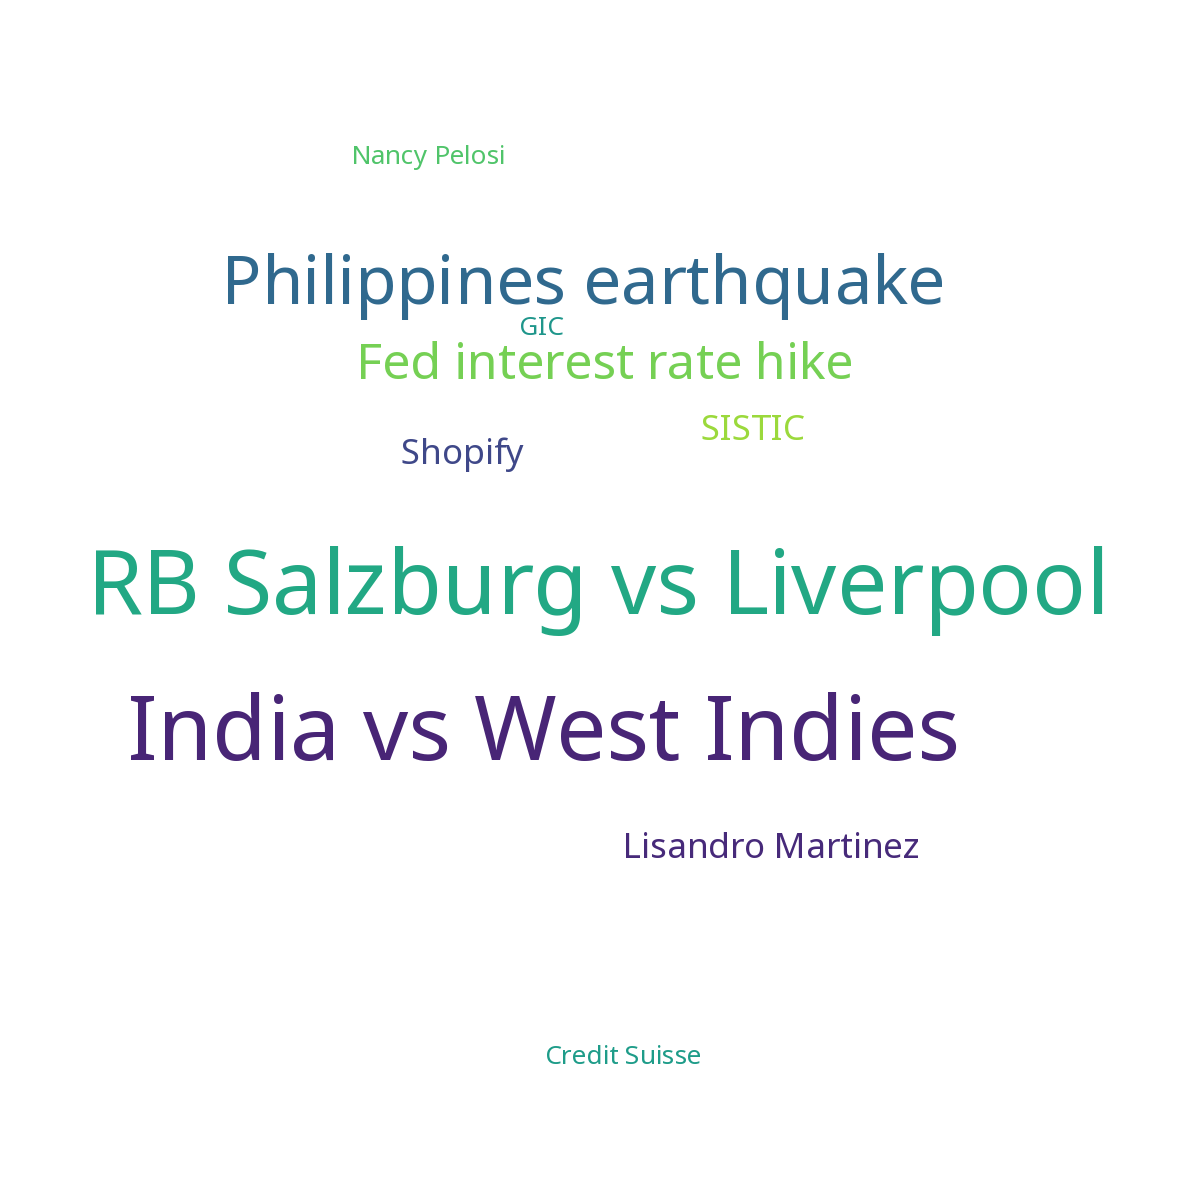 Nancy Pelosi
Philippines earthquake
GIC
Fed interest rate hike
SISTIC
Shopify
RB Salzburg vs Liverpool
India vs West Indies
Lisandro Martinez
Credit Suisse